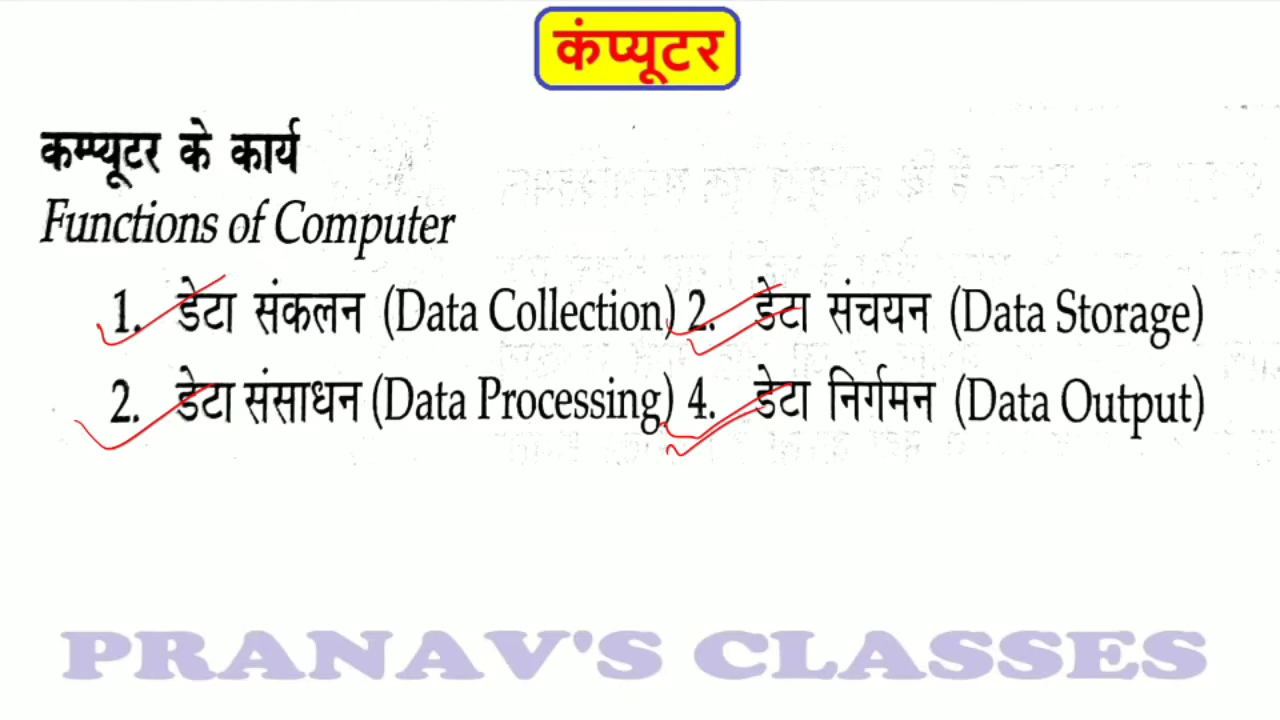 कंप्यूटर
कम्प्यूटर के कार्य
Functions of Computer
1. डेटा संकलन (Data Collection) 2. डेटा संचयन (Data Storage)
2. डेटा संसाधन (Data Processing) 4. डेटा निर्गमन (Data Output)
PRANAV'S CLASSES